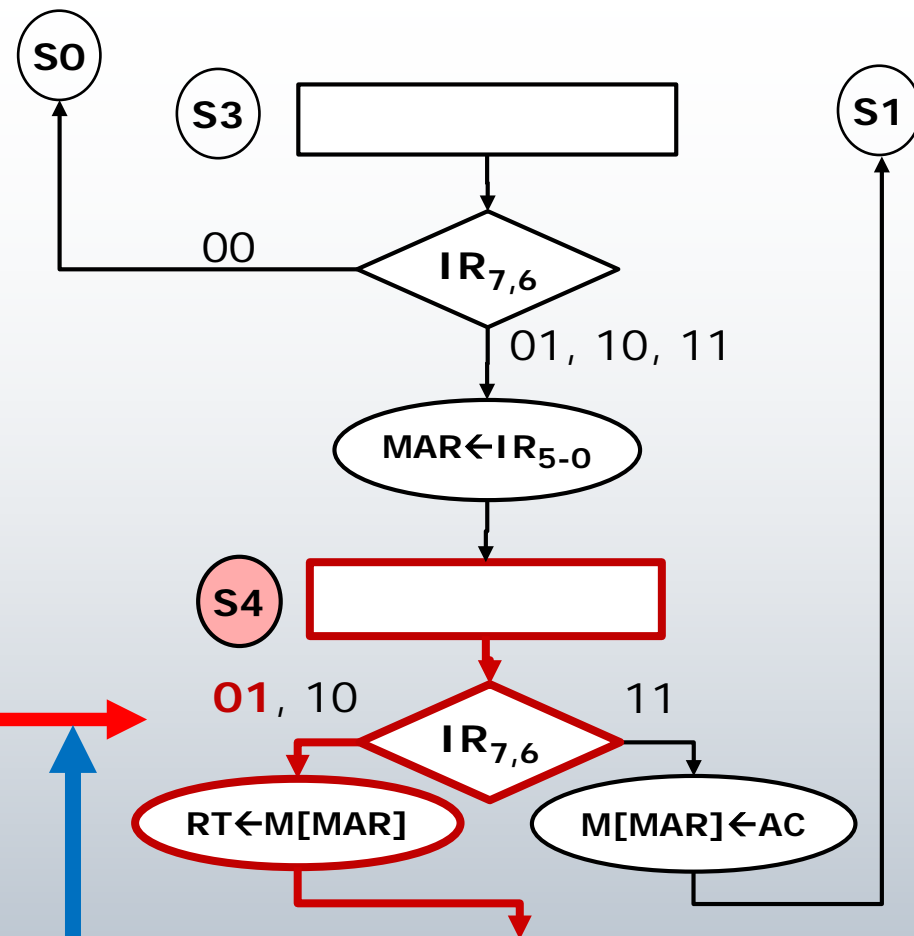 S0
S3
S1
00
IR7,6
01, 10, 11
MAR←IR5-0
S4
01, 10
11
IR7,6
RT←M[MAR]
M[MAR]←AC